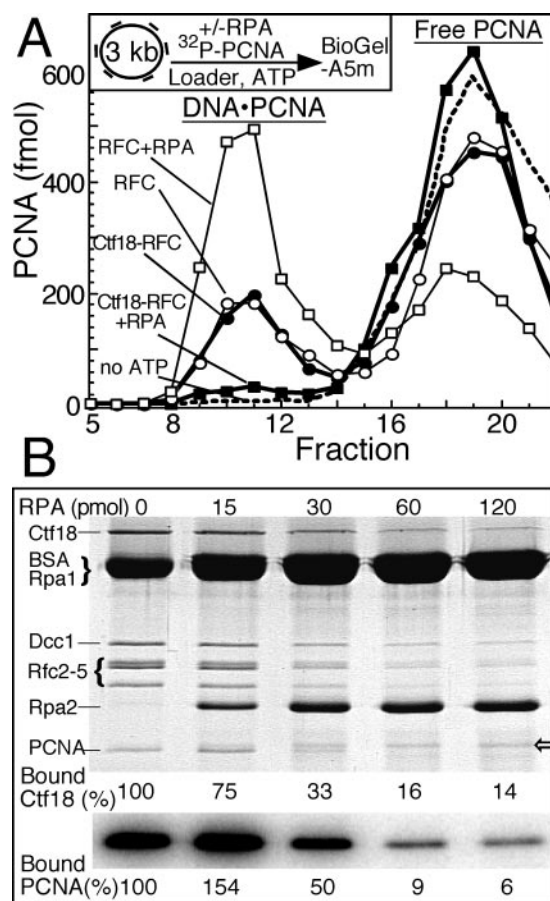 A
3 kb
+/-RPA
³²P-PCNA
Loader, ATP
BioGel
-A5m
Free PCNA
DNA•PCNA
PCNA (fmol)
600
400
200
0
RFC+RPA
RFC
Ctf18-RFC
Ctf18-RFC
+RPA
no ATP
5 8 12 16 20
Fraction
B
RPA (pmol) 0 15 30 60 120
Ctf18
BSA
Rpa1
Dcc1
Rfc2-5
Rpa2
PCNA
Bound
Ctf18 (%) 100 75 33 16 14
Bound
PCNA(%) 100 154 50 9 6